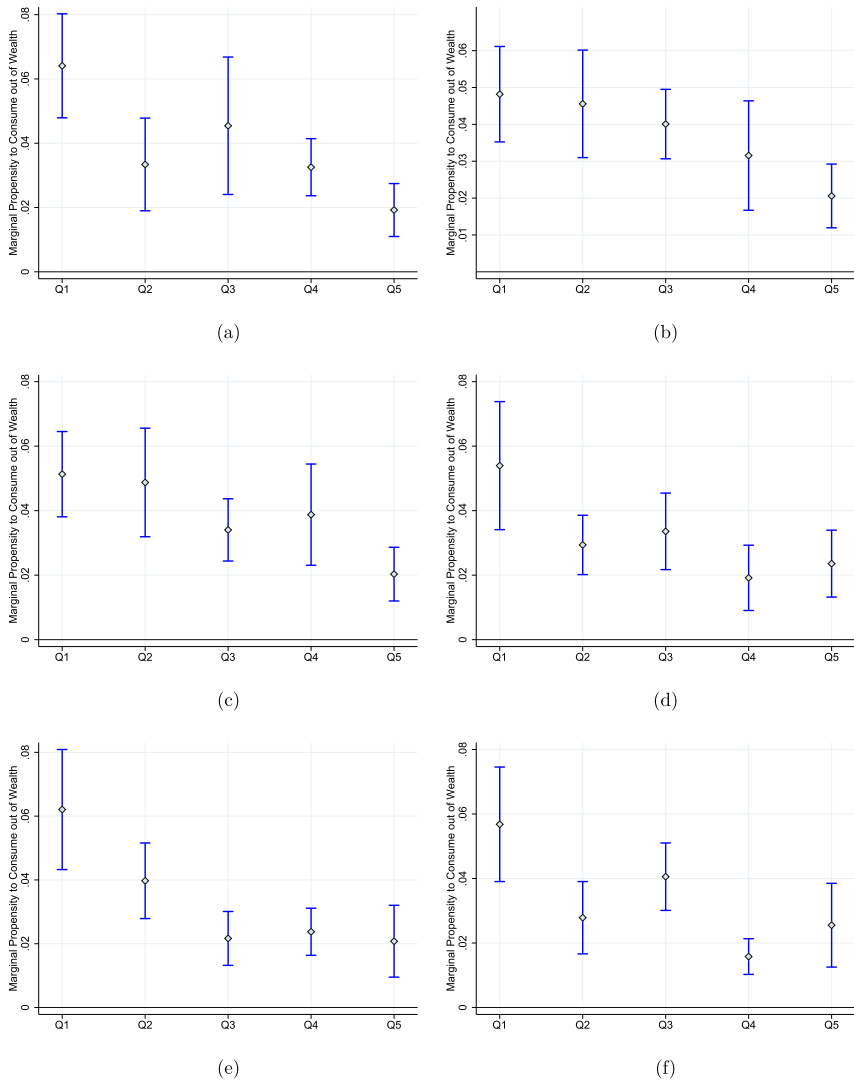 Marginal Propensity to Consume out of Wealth
.08
.06
.04
.02
0
Q1 Q2 Q3 Q4 Q5
(a)
Marginal Propensity to Consume out of Wealth
.06
.05
.04
.03
.02
.01
Q1 Q2 Q3 Q4 Q5
(b)
Marginal Propensity to Consume out of Wealth
.08
.06
.04
.02
0
Q1 Q2 Q3 Q4 Q5
(c)
Marginal Propensity to Consume out of Wealth
.08
.06
.04
.02
0
Q1 Q2 Q3 Q4 Q5
(d)
Marginal Propensity to Consume out of Wealth
.08
.06
.04
.02
0
Q1 Q2 Q3 Q4 Q5
(e)
Marginal Propensity to Consume out of Wealth
.08
.06
.04
.02
0
Q1 Q2 Q3 Q4 Q5
(f)